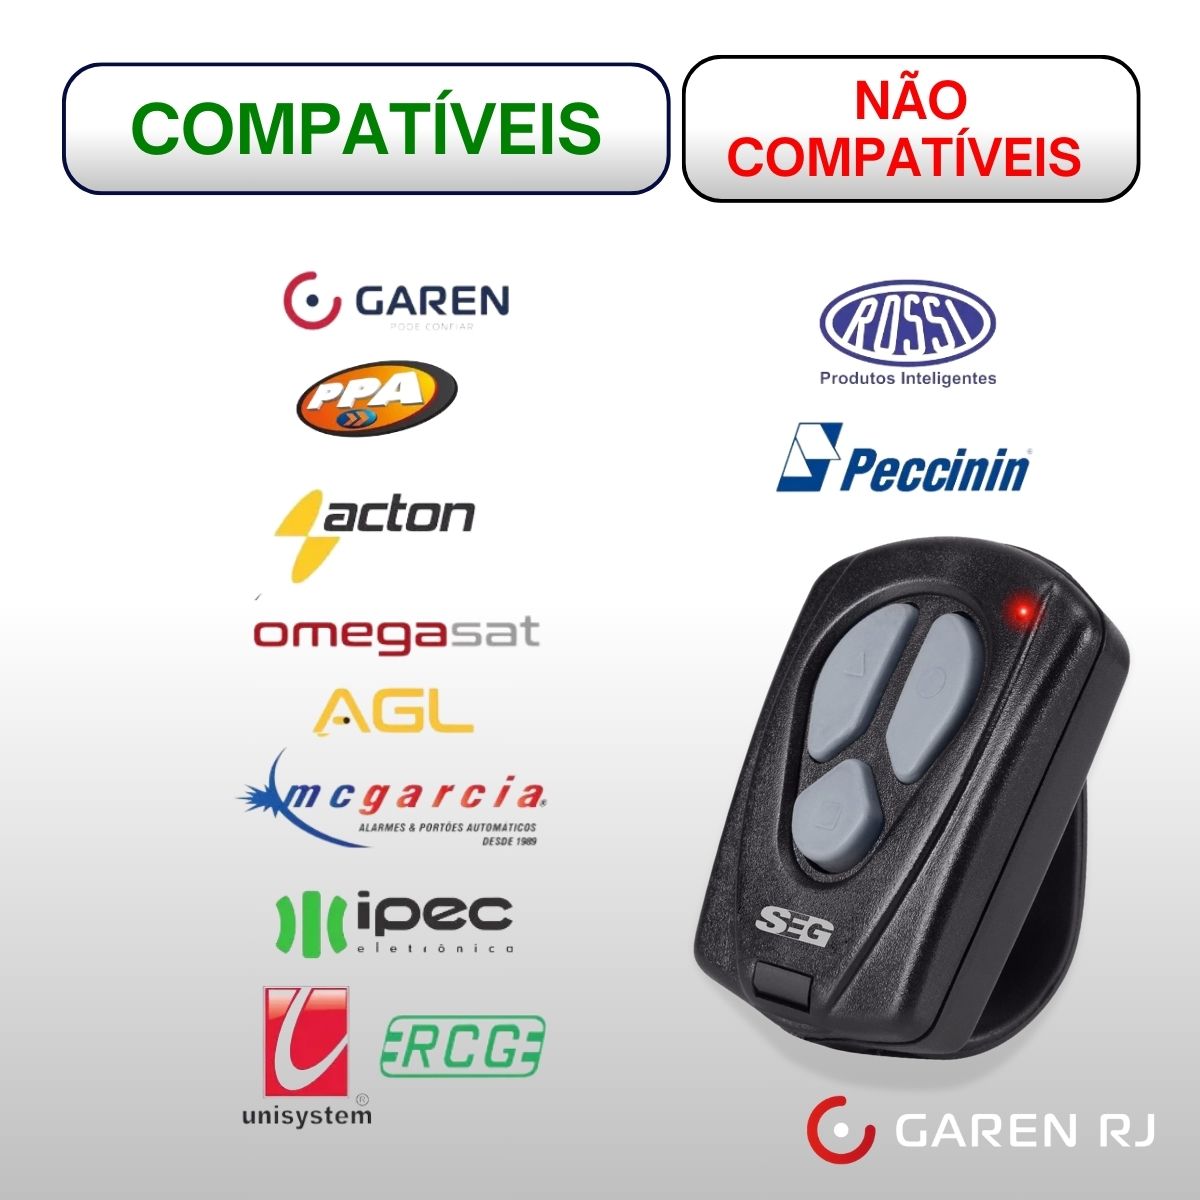 COMPATÍVEIS
NÃO
COMPATÍVEIS
GAREN
PODE CONFIAR
PPA
acton
omegasat
AGL
mcgarcia®
ALARMES & PORTÕES AUTOMÁTICOS
DESDE 1989
ipec
eletrônica
unisystem®
RCG
ROSSI
Produtos Inteligentes
Peccinin®
SEG
GAREN RJ